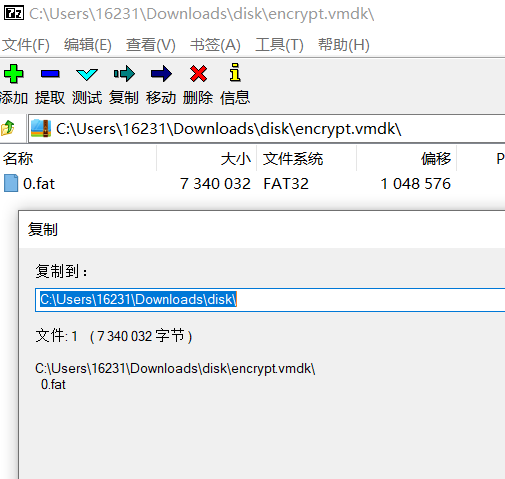 C:\Users\16231\Downloads\disk\encrypt.vmdk\
文件(F) 编辑(E) 查看(V) 书签(A) 工具(T) 帮助(H)
添加 提取 测试 复制 移动 删除 信息
C:\Users\16231\Downloads\disk\encrypt.vmdk\
名称 大小 文件系统 偏移 P
0.fat 7 340 032 FAT32 1 048 576
复制
复制到：
C:\Users\16231\Downloads\disk\
文件: 1 ( 7 340 032 字节 )
C:\Users\16231\Downloads\disk\encrypt.vmdk\
0.fat